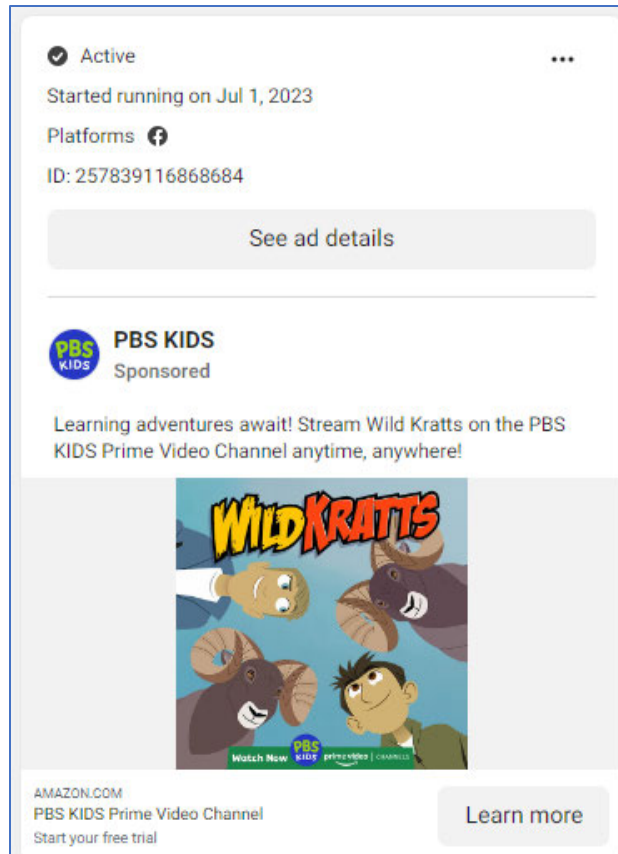 Active
Started running on Jul 1, 2023
Platforms
ID: 257839116868684
See ad details
PBS KIDS
PBS KIDS
Sponsored
Learning adventures await! Stream Wild Kratts on the PBS
KIDS Prime Video Channel anytime, anywhere!
WILD KRATTS
Watch Now PBS KIDS prime video | CHANNELS
AMAZON.COM
PBS KIDS Prime Video Channel
Start your free trial
Learn more